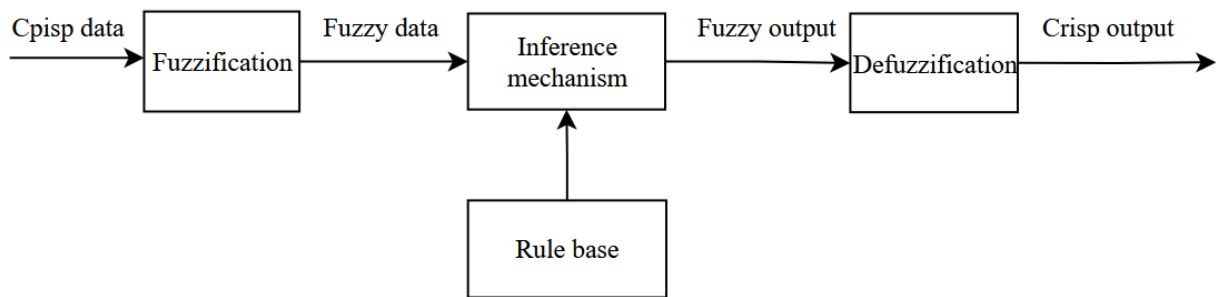 Cpisp data
Fuzzification
Fuzzy data
Inference
mechanism
Fuzzy output
Defuzzification
Crisp output
Rule base